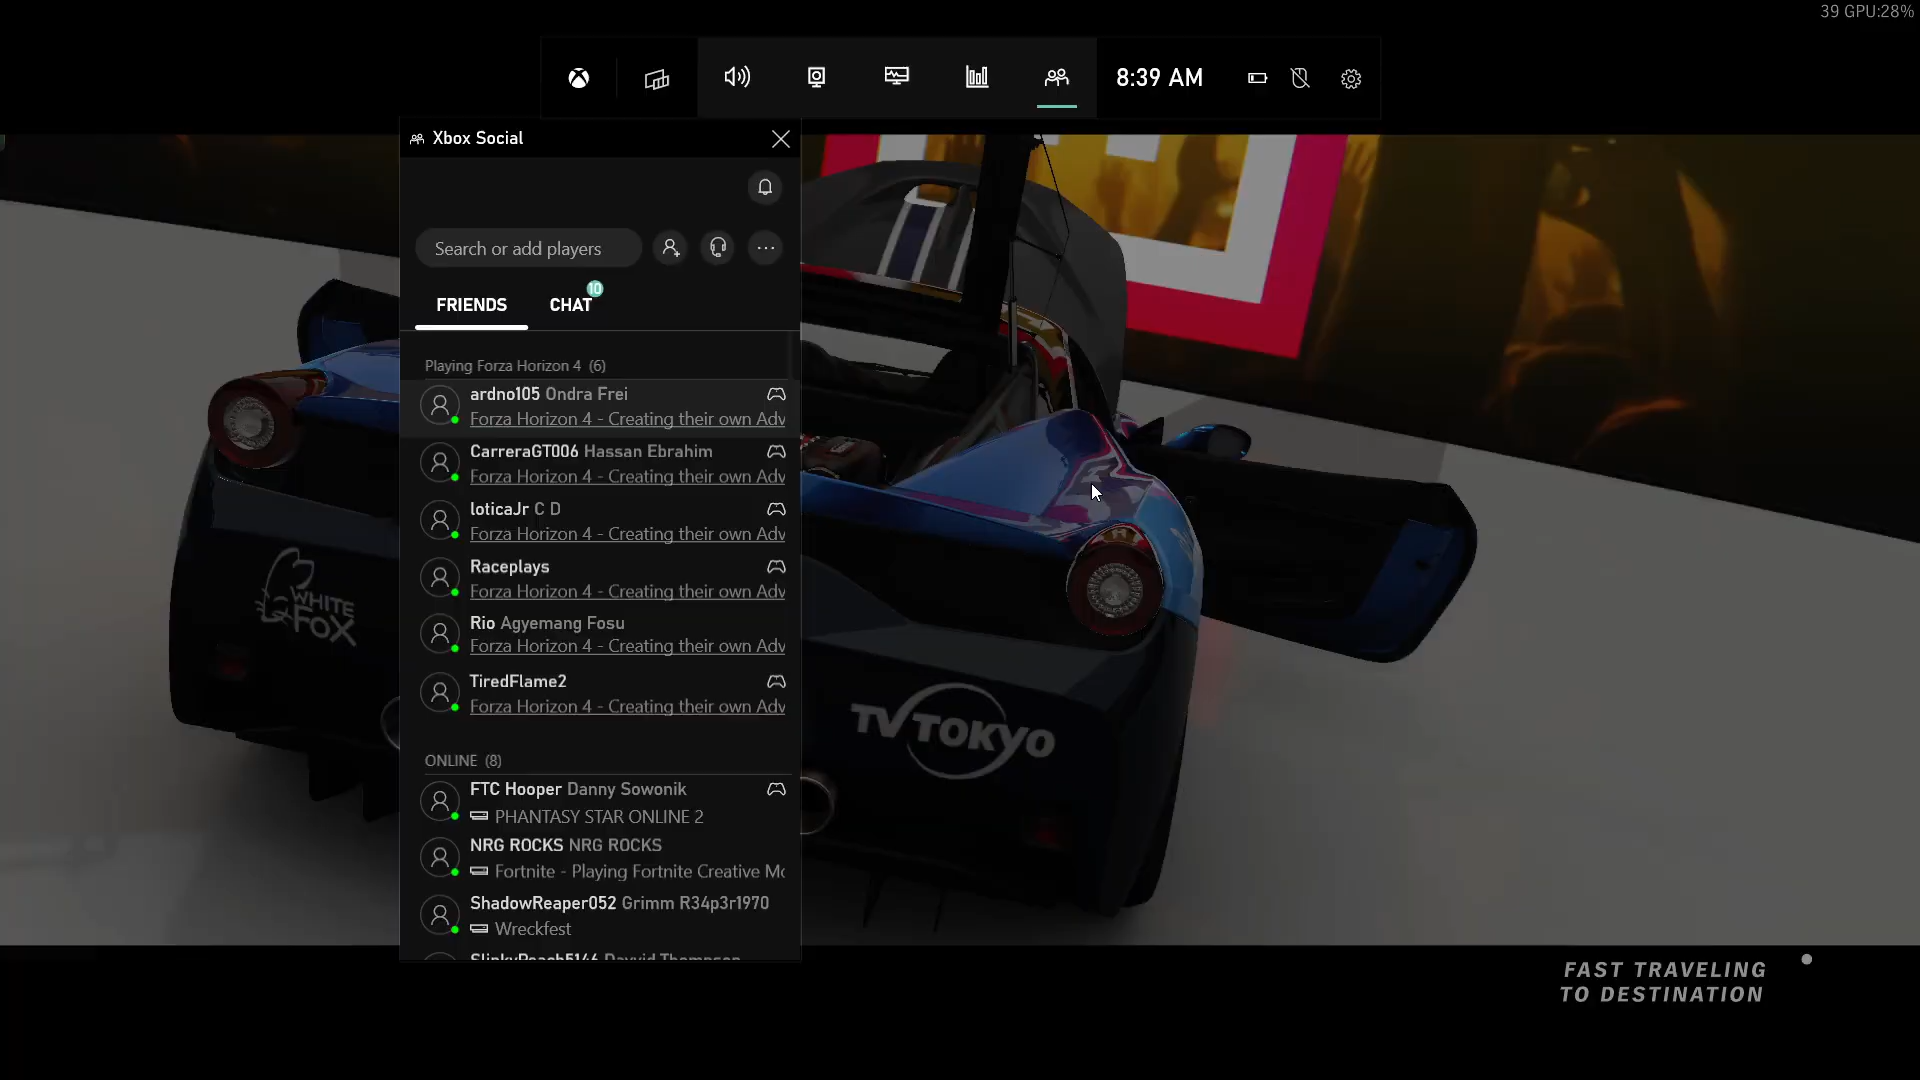 39 GPU:28%
8:39 AM
Xbox Social
Search or add players
FRIENDS
CHAT
10
Playing Forza Horizon 4 (6)
ardno105 Ondra Frei
Forza Horizon 4 - Creating their own Adv
CarreraGT006 Hassan Ebrahim
Forza Horizon 4 - Creating their own Adv
loticaJr C D
Forza Horizon 4 - Creating their own Adv
Raceplays
Forza Horizon 4 - Creating their own Adv
Rio Agyemang Fosu
Forza Horizon 4 - Creating their own Adv
TiredFlame2
Forza Horizon 4 - Creating their own Adv
ONLINE (8)
FTC Hooper Danny Sowonik
PHANTASY STAR ONLINE 2
NRG ROCKS NRG ROCKS
Fortnite - Playing Fortnite Creative Mo
ShadowReaper052 Grimm R34p3r1970
Wreckfest
SlinkyPeach5146 Davvid Thompson
WHITE
FOX
TV TOKYO
FAST TRAVELING
TO DESTINATION